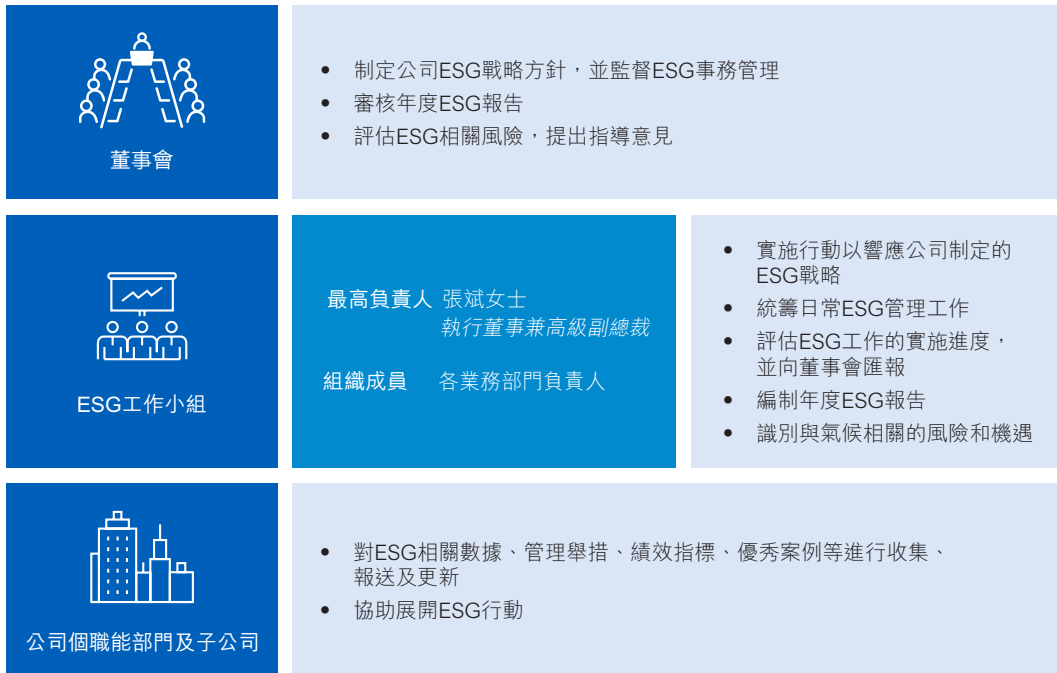 董事會
• 制定公司ESG戰略方針，並監督ESG事務管理
• 審核年度ESG報告
• 評估ESG相關風險，提出指導意見
ESG工作小組
最高負責人 張斌女士
執行董事兼高級副總裁
組織成員 各業務部門負責人
• 實施行動以響應公司制定的
ESG戰略
• 統籌日常ESG管理工作
• 評估ESG工作的實施進度，
並向董事會匯報
• 編制年度ESG報告
• 識別與氣候相關的風險和機遇
公司個職能部門及子公司
• 對ESG相關數據、管理舉措、績效指標、優秀案例等進行收集、
報送及更新
• 協助展開ESG行動